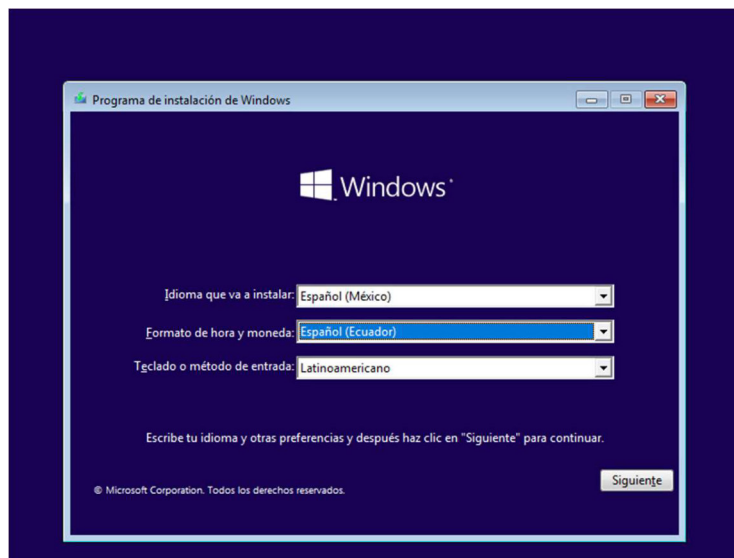 Programa de instalación de Windows
Windows
Idioma que va a instalar: Español (México)
Formato de hora y moneda: Español (Ecuador)
Teclado o método de entrada: Latinoamericano
Escribe tu idioma y otras preferencias y después haz clic en "Siguiente" para continuar.
Siguiente
© Microsoft Corporation. Todos los derechos reservados.